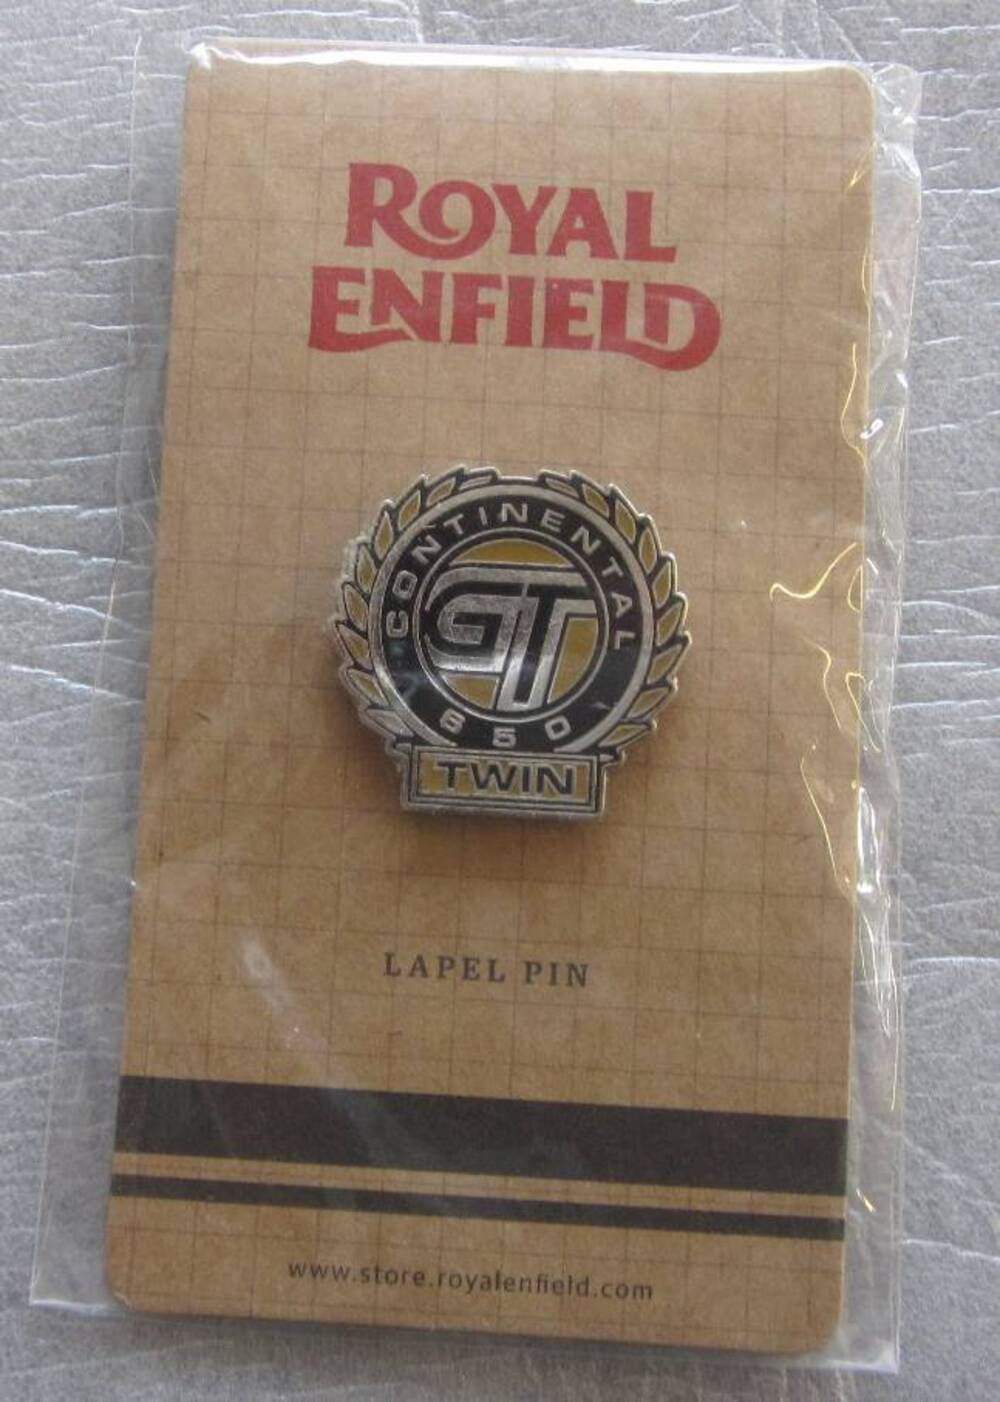 ROYAL
ENFIELD
CONTINENTAL
GT
650
TWIN
LAPEL PIN
www.store.royalenfield.com